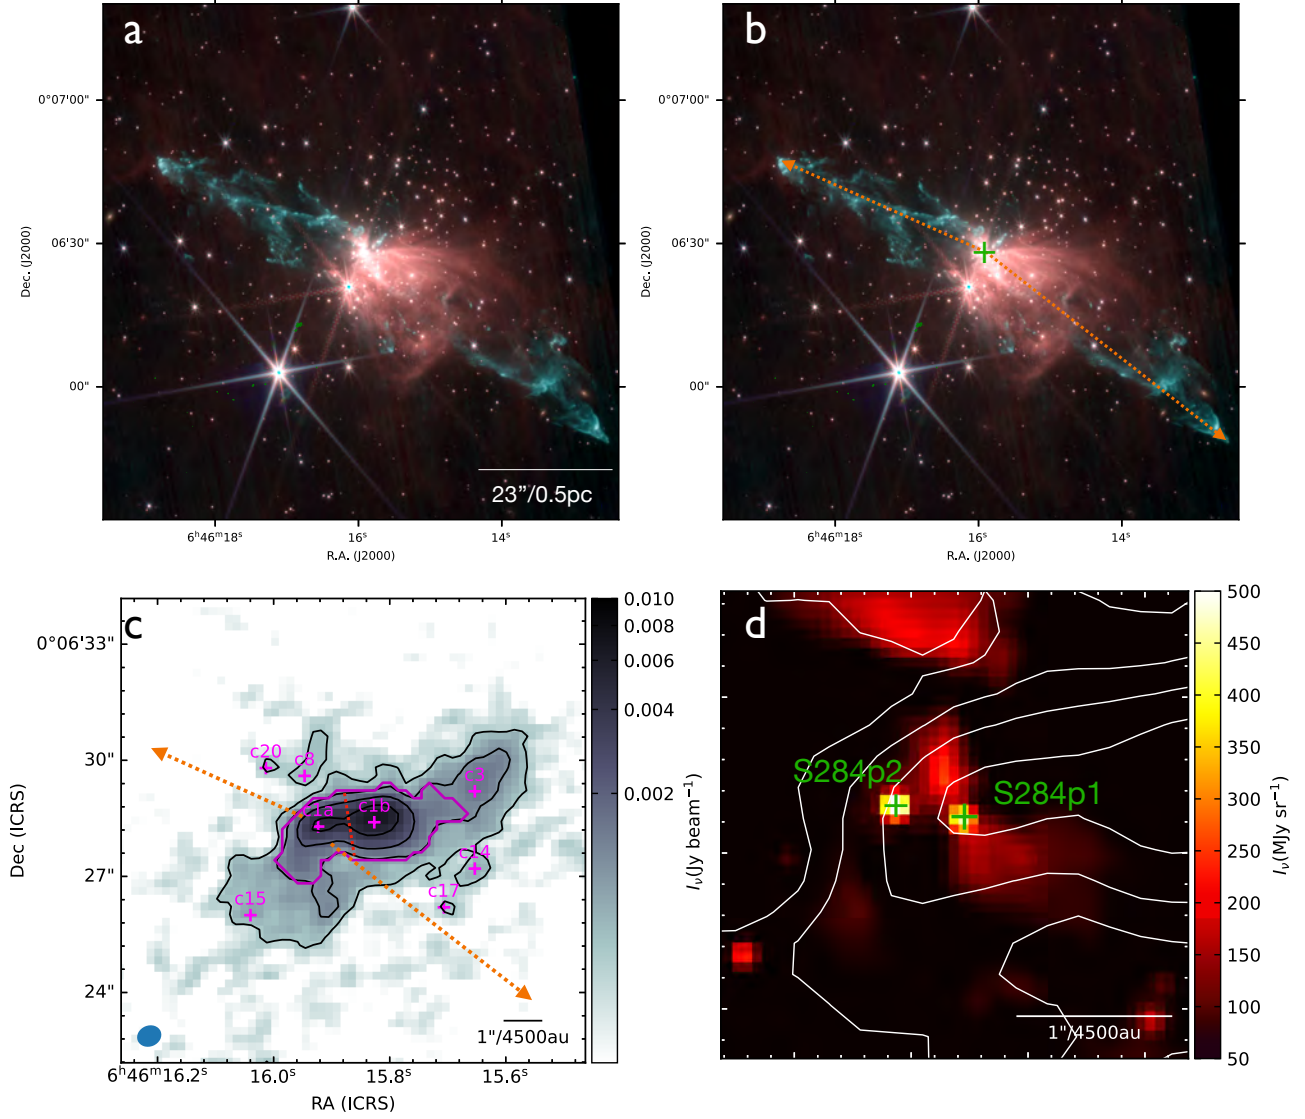 a
0°07'00"
06'30"
00"
Dec. (J2000)
23”/0.5pc
6ʰ46ᵐ18ˢ
16ˢ
14ˢ
R.A. (J2000)
b
0°07'00"
06'30"
00"
Dec. (J2000)
6ʰ46ᵐ18ˢ
16ˢ
14ˢ
R.A. (J2000)
c
0°06'33"
30"
27"
24"
Dec (ICRS)
c20
c8
c3
1a
c1b
c14
c17
c15
1"/4500au
6ʰ46ᵐ16.2ˢ
16.0ˢ
15.8ˢ
15.6ˢ
RA (ICRS)
0.010
0.008
0.006
0.004
0.002
Iν(Jy beam⁻¹)
d
S284p2
S284p1
1"/4500au
500
450
400
350
300
250
200
150
100
50
Iν(MJy sr⁻¹)